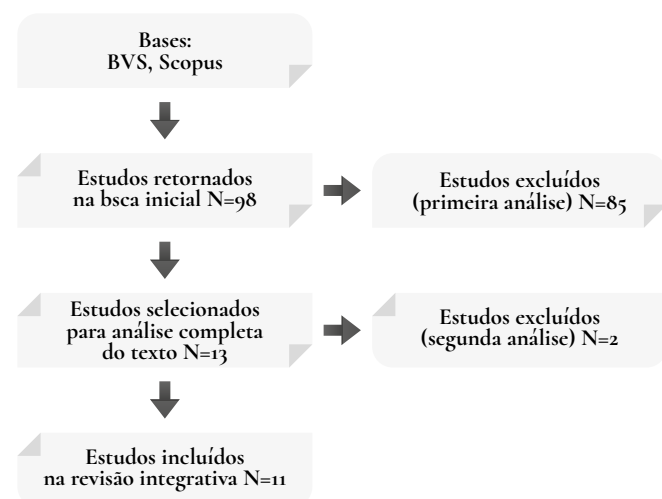 Bases:
BVS, Scopus
Estudos retornados
na bsca inicial N=98
Estudos excluídos
(primeira análise) N=85
Estudos selecionados
para análise completa
do texto N=13
Estudos excluídos
(segunda análise) N=2
Estudos incluídos
na revisão integrativa N=11